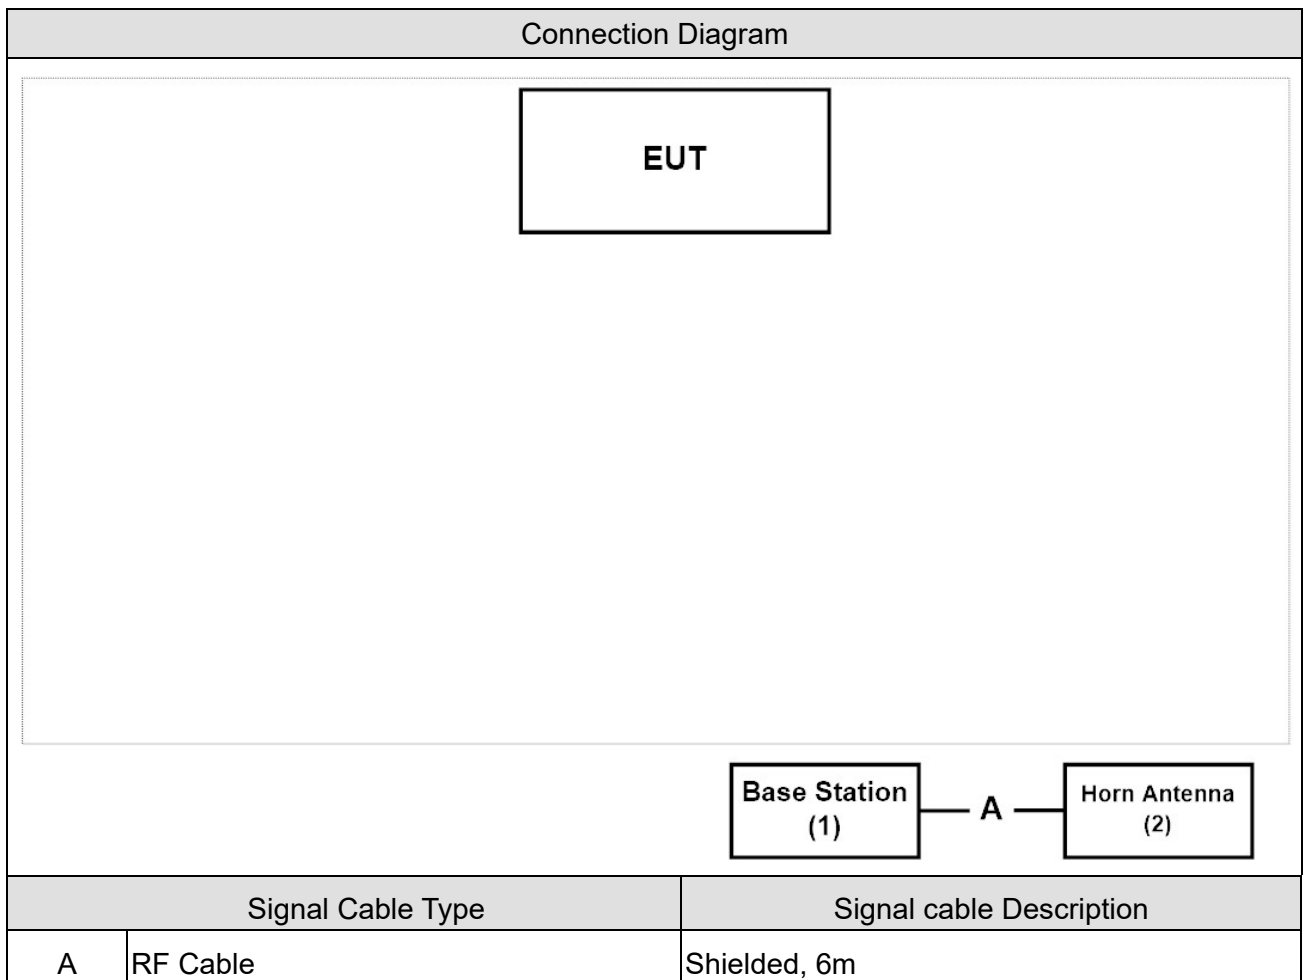 Connection Diagram
EUT
Base Station
(1)
A
Horn Antenna
(2)
Signal Cable Type
Signal cable Description
A
RF Cable
Shielded, 6m